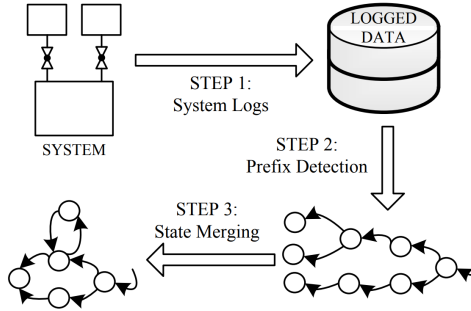 LOGGED
DATA
STEP 1:
System Logs
SYSTEM
STEP 2:
Prefix Detection
STEP 3:
State Merging